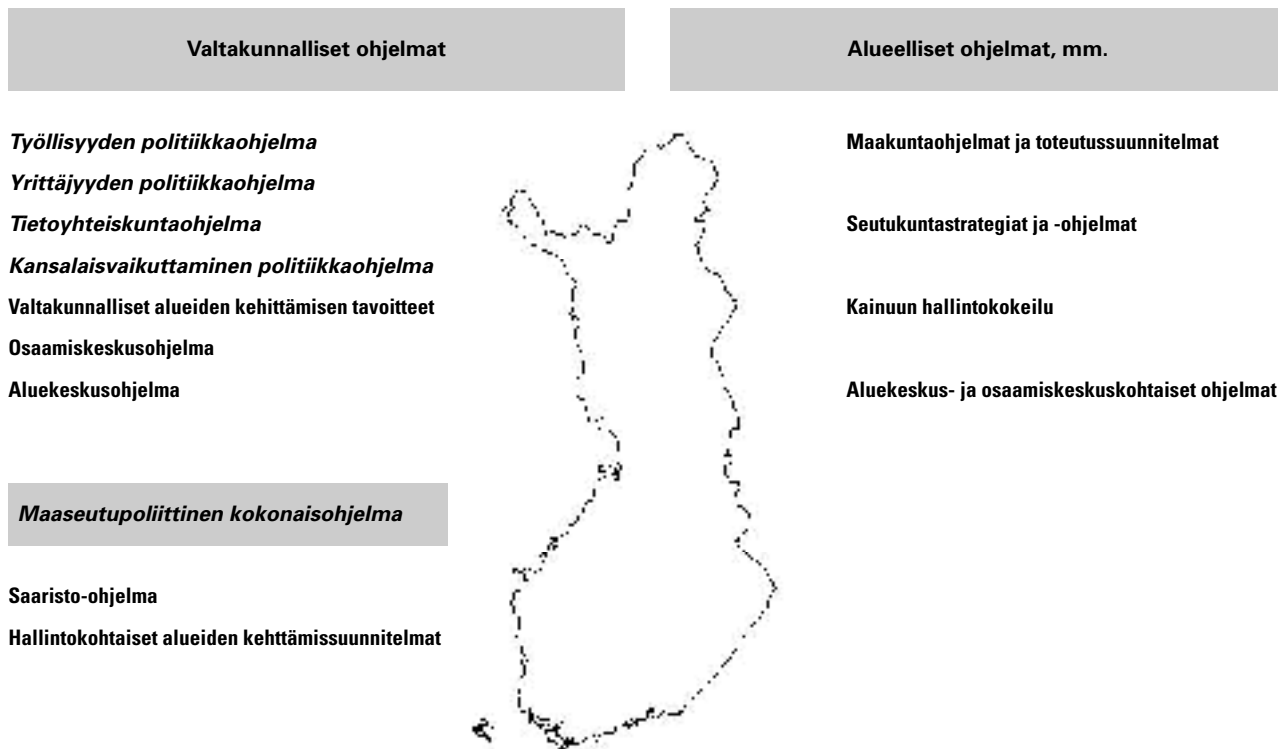 Valtakunnalliset ohjelmat
Työllisyyden politiikkaohjelma
Yrittäjyyden politiikkaohjelma
Tietoyhteiskuntaohjelma
Kansalaisvaikuttaminen politiikkaohjelma
Valtakunnalliset alueiden kehittämisen tavoitteet
Osaamiskeskusohjelma
Aluekeskusohjelma
Maaseutupoliittinen kokonaisohjelma
Saaristo-ohjelma
Hallintokohtaiset alueiden kehttämissuunnitelmat
Alueelliset ohjelmat, mm.
Maakuntaohjelmat ja toteutussuunnitelmat
Seutukuntastrategiat ja -ohjelmat
Kainuun hallintokokeilu
Aluekeskus- ja osaamiskeskuskohtaiset ohjelmat